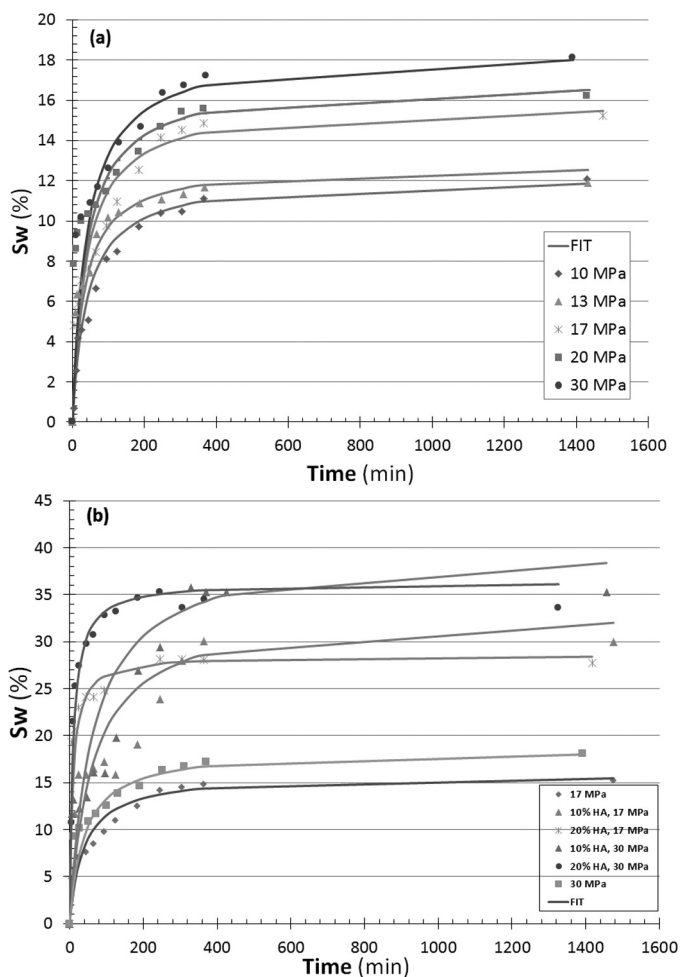 (a)
20
18
16
14
12
10
8
6
4
2
0
Sw (%)
FIT
10 MPa
13 MPa
17 MPa
20 MPa
30 MPa
0 200 400 600 800 1000 1200 1400 1600
Time (min)
(b)
45
40
35
30
25
20
15
10
5
0
Sw (%)
17 MPa
10% HA, 17 MPa
20% HA, 17 MPa
10% HA, 30 MPa
20% HA, 30 MPa
30 MPa
FIT
0 200 400 600 800 1000 1200 1400 1600
Time (min)